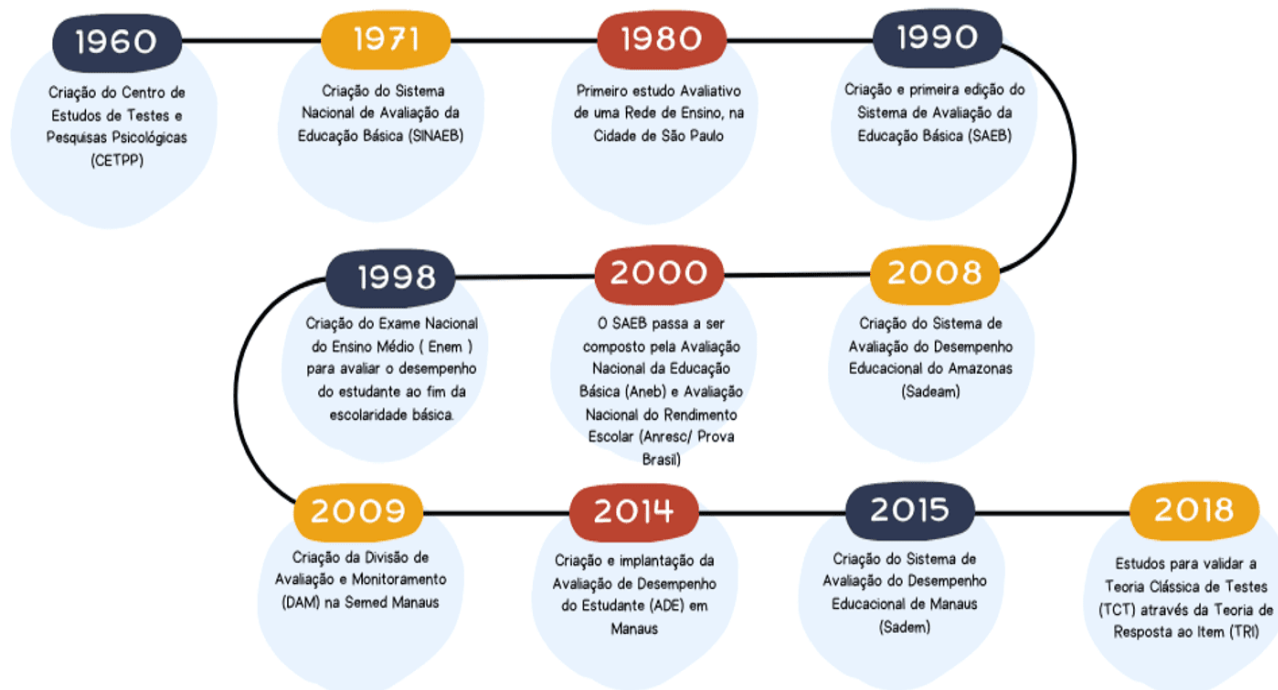 1960
Criação do Centro de
Estudos de Testes e
Pesquisas Psicológicas
(CETPP)
1971
Criação do Sistema
Nacional de Avaliação da
Educação Básica (SINAEB)
1980
Primeiro estudo Avaliativo
de uma Rede de Ensino, na
Cidade de São Paulo
1990
Criação e primeira edição do
Sistema de Avaliação da
Educação Básica (SAEB)
1998
Criação do Exame Nacional
do Ensino Médio ( Enem )
para avaliar o desempenho
do estudante ao fim da
escolaridade básica.
2000
O SAEB passa a ser
composto pela Avaliação
Nacional da Educação
Básica (Aneb) e Avaliação
Nacional do Rendimento
Escolar (Anresc/ Prova
Brasil)
2008
Criação do Sistema de
Avaliação do Desempenho
Educacional do Amazonas
(Sadeam)
2009
Criação da Divisão de
Avaliação e Monitoramento
(DAM) na Semed Manaus
2014
Criação e implantação da
Avaliação de Desempenho
do Estudante (ADE) em
Manaus
2015
Criação do Sistema de
Avaliação do Desempenho
Educacional de Manaus
(Sadem)
2018
Estudos para validar a
Teoria Clássica de Testes
(TCT) através da Teoria de
Resposta ao Item (TRI)